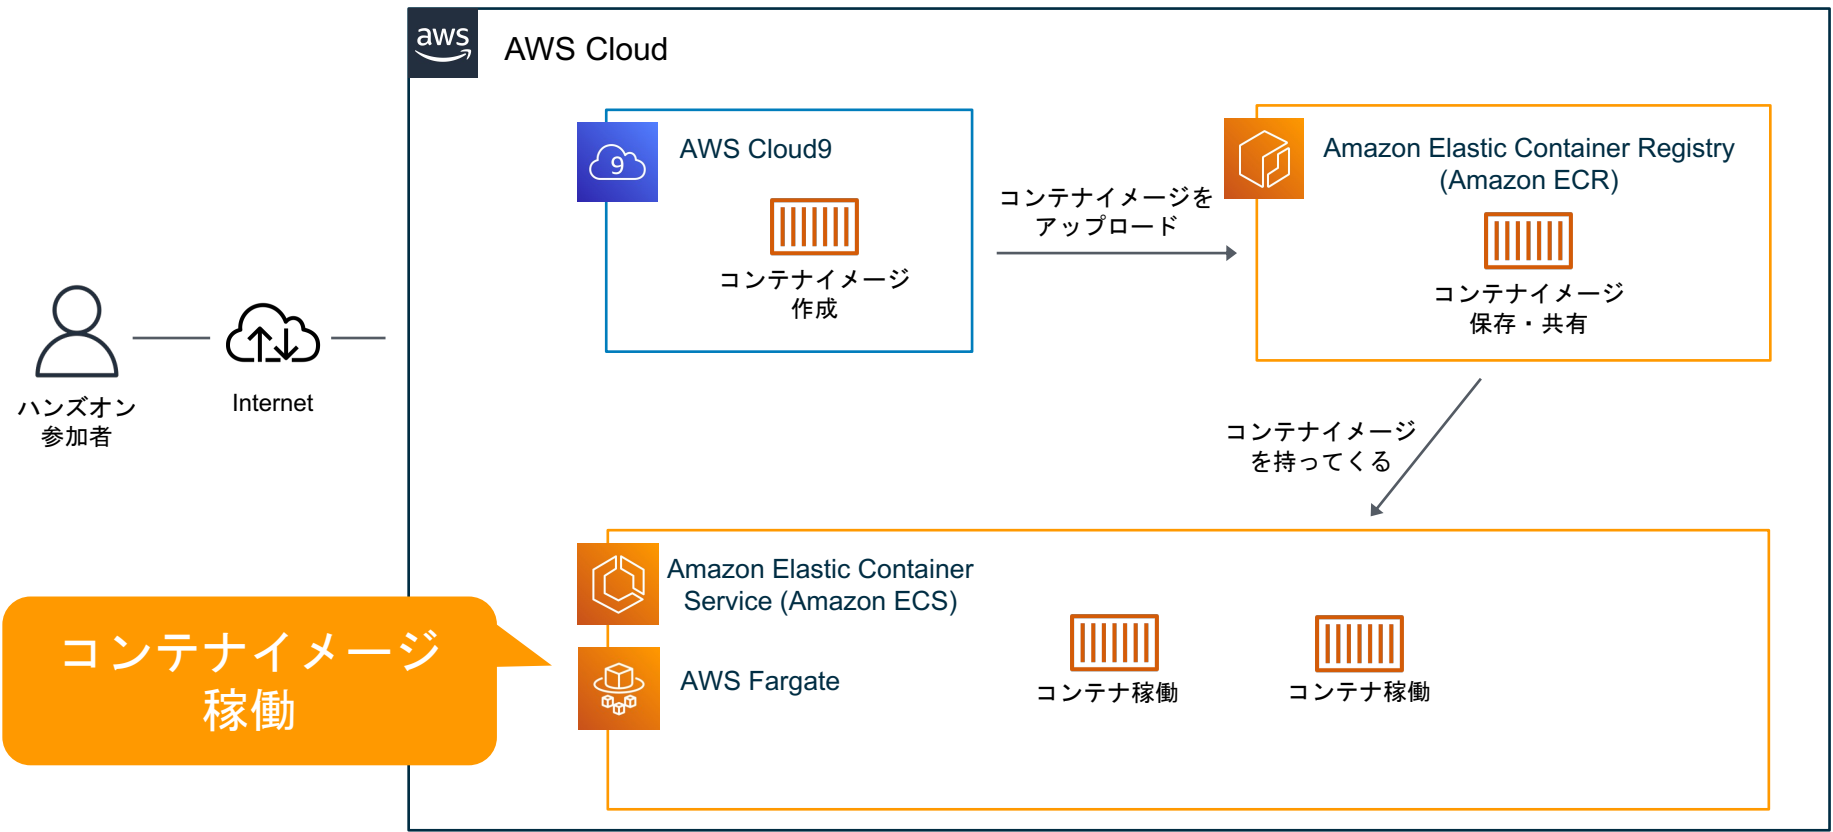 aws
AWS Cloud
AWS Cloud9
9
コンテナイメージ
作成
コンテナイメージを
アップロード
Amazon Elastic Container Registry
(Amazon ECR)
コンテナイメージ
保存・共有
ハンズオン
参加者
Internet
コンテナイメージ
を持ってくる
Amazon Elastic Container
Service (Amazon ECS)
AWS Fargate
コンテナ稼働
コンテナ稼働
コンテナイメージ
稼働